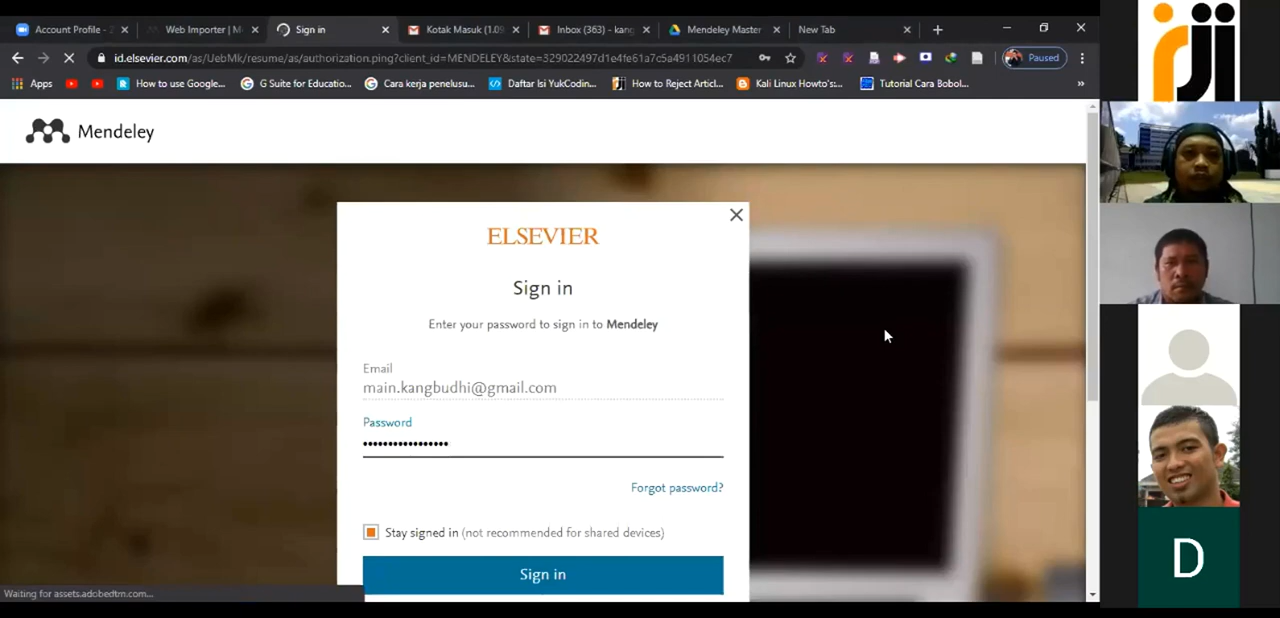 Account Profile - Z
Web Importer | M
Sign in
Kotak Masuk (1.09
Inbox (363) - kang
Mendeley Master
New Tab
id.elsevier.com/as/UebMk/resume/as/authorization.ping?client_id=MENDELEY&state=329022497d1e4fe61a7c5a4911054ec7
Paused
Apps
How to use Google...
G Suite for Educatio...
Cara kerja penelusu...
Daftar Isi YukCoding...
How to Reject Articl...
Kali Linux Howto's:...
Tutorial Cara Bobol...
»
Mendeley
ELSEVIER
Sign in
Enter your password to sign in to Mendeley
Email
main.kangbudhi@gmail.com
Password
•••••••••••••••••
Forgot password?
Stay signed in (not recommended for shared devices)
Sign in
Waiting for assets.adobedtm.com...
rji
D